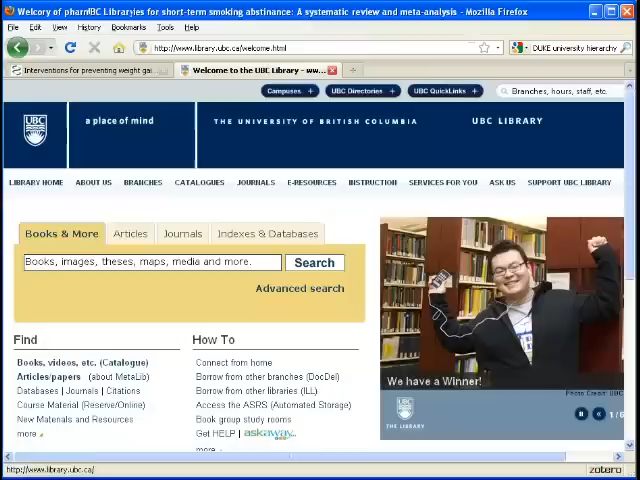 Welcory of pharm/BC Libraryies for short-term smoking abstinance: A systematic review and meta-analysis - Mozilla Firefox
File Edit View History Bookmarks Tools Help
http://www.library.ubc.ca/welcome.html
DUKE university hierarchy
Interventions for preventing weight gai
Welcome to the UBC Library - ww...
Campuses +
UBC Directories +
UBC QuickLinks +
Branches, hours, staff, etc.
UBC
a place of mind
THE UNIVERSITY OF BRITISH COLUMBIA
UBC LIBRARY
LIBRARY HOME ABOUT US BRANCHES CATALOGUES JOURNALS E-RESOURCES INSTRUCTION SERVICES FOR YOU ASK US SUPPORT UBC LIBRARY
Books & More Articles Journals Indexes & Databases
Books, images, theses, maps, media and more. Search
Advanced search
Find
Books, videos, etc. (Catalogue)
Articles/papers (about MetaLib)
Databases | Journals | Citations
Course Material (Reserve/Online)
New Materials and Resources
more
How To
Connect from home
Borrow from other branches (DocDel)
Borrow from other libraries (ILL)
Access the ASRS (Automated Storage)
Book group study rooms
Get HELP | askaway...
more
We have a Winner!
Photo Credit: UBC
UBC
THE LIBRARY
1/6
http://www.library.ubc.ca/
zotero